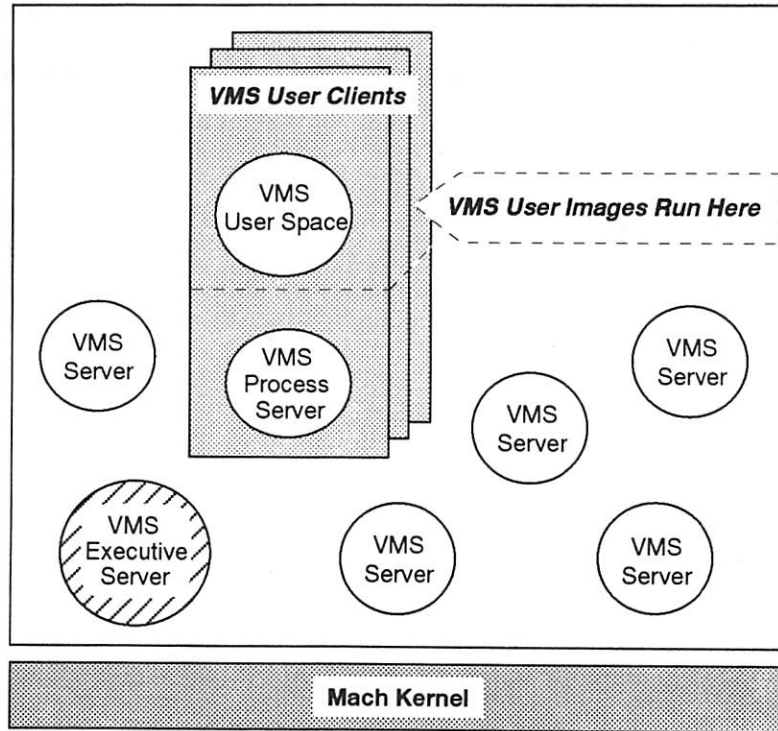 VMS User Clients
VMS
User Space
VMS User Images Run Here
VMS
Server
VMS
Process
Server
VMS
Server
VMS
Server
VMS
Executive
Server
VMS
Server
VMS
Server
Mach Kernel